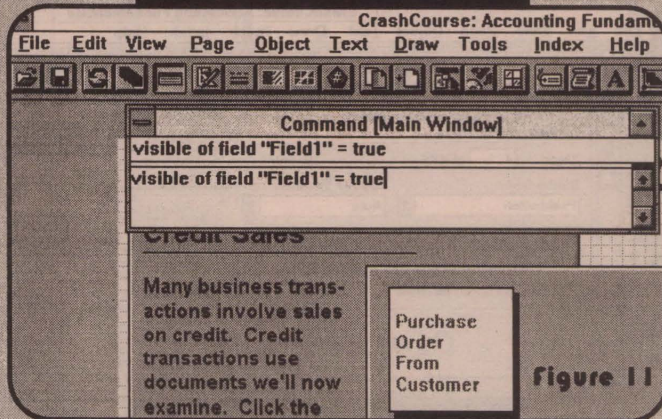 CrashCourse: Accounting
File Edit View Page Object Text Draw Tools Index Help
Command [Main Window]
visible of field "Field1" = true
visible of field "Field1" = true
Credit Sales
Many business trans-
actions involve sales
on credit. Credit
transactions use
documents we'll now
examine. Click the
Purchase
Order
From
Customer
Figure 11